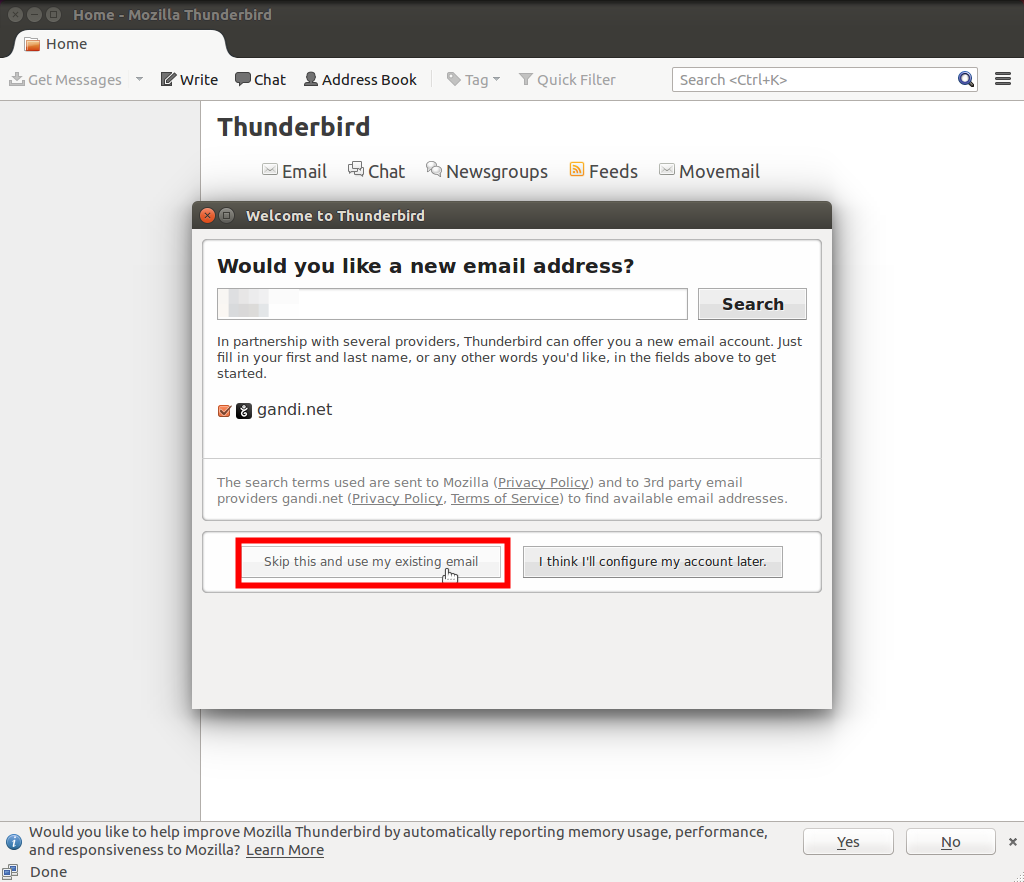 Home - Mozilla Thunderbird
Home
Get Messages Write Chat Address Book Tag Quick Filter Search <Ctrl+K>
Thunderbird
Email Chat Newsgroups Feeds Movemail
Welcome to Thunderbird
Would you like a new email address?
Search
In partnership with several providers, Thunderbird can offer you a new email account. Just
fill in your first and last name, or any other words you'd like, in the fields above to get
started.
gandi.net
The search terms used are sent to Mozilla (Privacy Policy) and to 3rd party email
providers gandi.net (Privacy Policy, Terms of Service) to find available email addresses.
Skip this and use my existing email I think I'll configure my account later.
Would you like to help improve Mozilla Thunderbird by automatically reporting memory usage, performance,
and responsiveness to Mozilla? Learn More
Yes No
Done